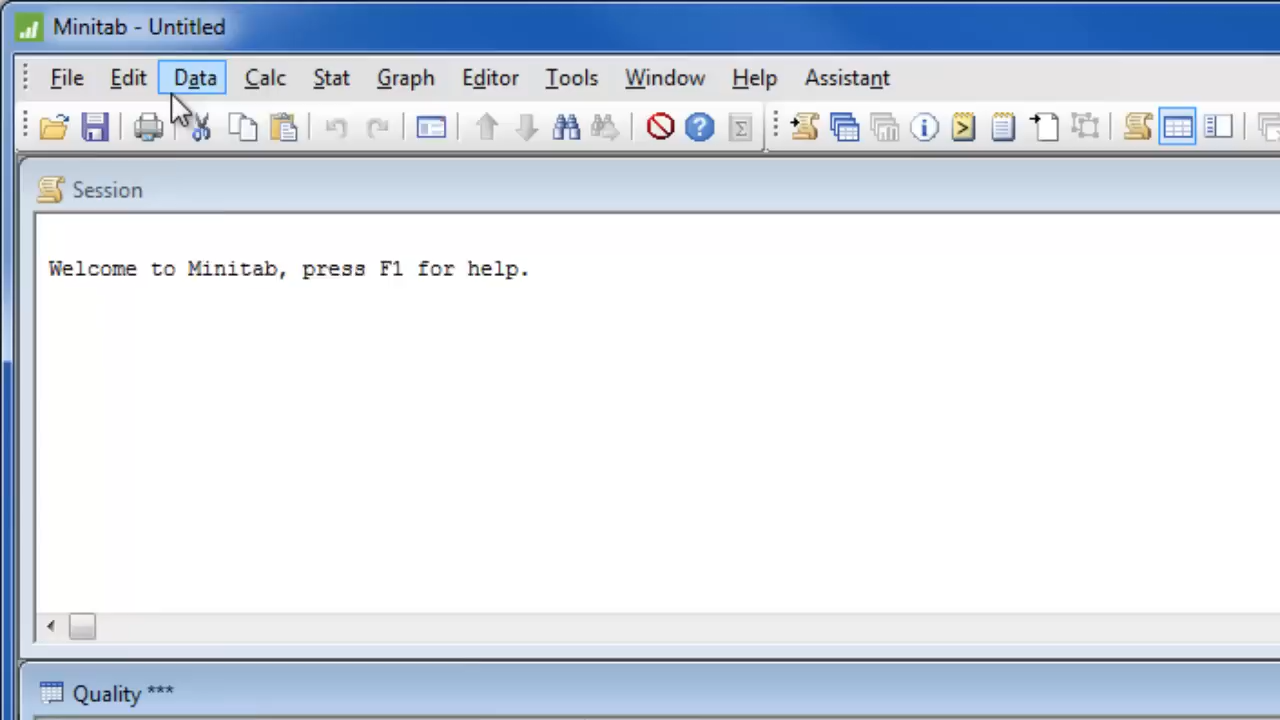 Minitab - Untitled
File Edit Data Calc Stat Graph Editor Tools Window Help Assistant
Session
Welcome to Minitab, press F1 for help.
Quality ***